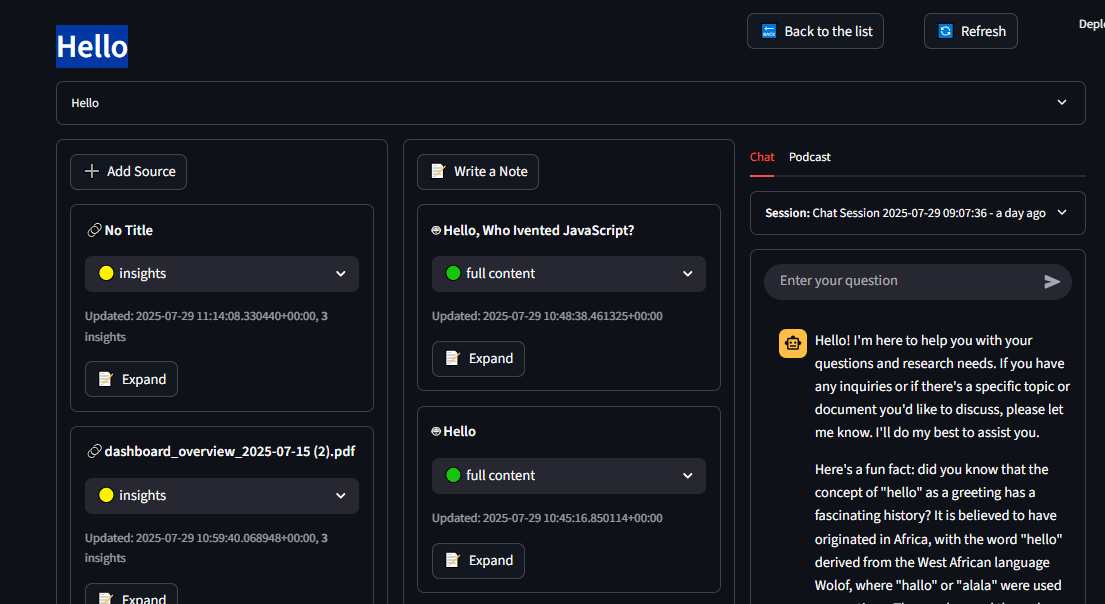 Hello
Back to the list
Refresh
Hello
Add Source
No Title
insights
Updated: 2025-07-29 11:14:08.330440+00:00, 3
insights
Expand
dashboard_overview_2025-07-15 (2).pdf
insights
Updated: 2025-07-29 10:59:40.068948+00:00, 3
insights
Expand
Write a Note
Hello, Who Ivented JavaScript?
full content
Updated: 2025-07-29 10:48:38.461325+00:00
Expand
Hello
full content
Updated: 2025-07-29 10:45:16.850114+00:00
Expand
Chat Podcast
Session: Chat Session 2025-07-29 09:07:36 - a day ago
Enter your question
Hello! I'm here to help you with your
questions and research needs. If you have
any inquiries or if there's a specific topic or
document you'd like to discuss, please let
me know. I'll do my best to assist you.
Here's a fun fact: did you know that the
concept of "hello" as a greeting has a
fascinating history? It is believed to have
originated in Africa, with the word "hello"
derived from the West African language
Wolof, where "hallo" or "alala" were used